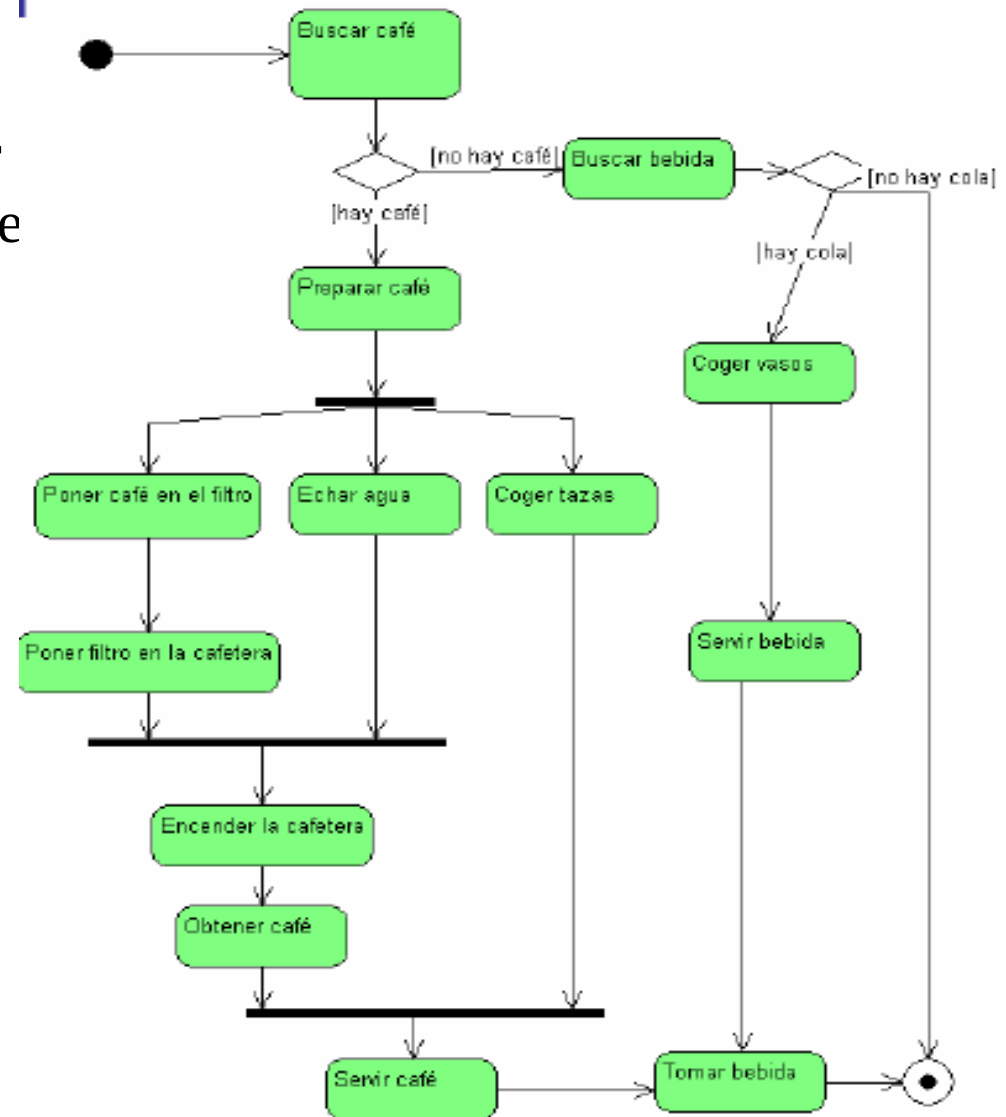 Buscar café
[no hay café]
Buscar bebida
[no hay cola]
e
[hay café]
[hay cola]
Preparar café
Coger vasos
Poner café en el filtro
Echar agua
Coger tazas
Servir bebida
Poner filtro en la cafetera
Encender la cafetera
Obtener café
Servir café
Tomar bebida